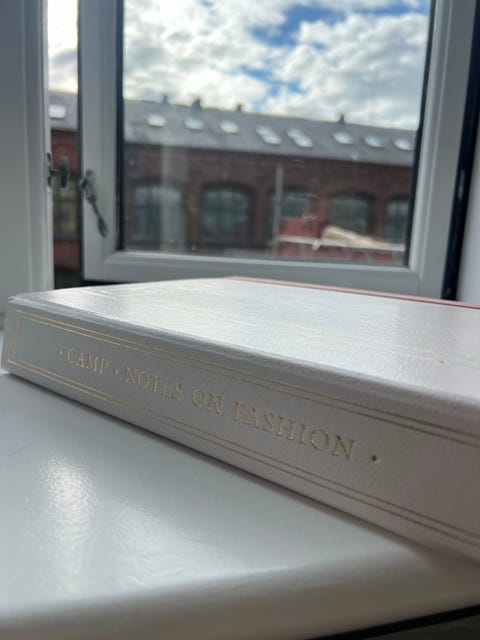 • CAMP • NOTES ON FASHION •